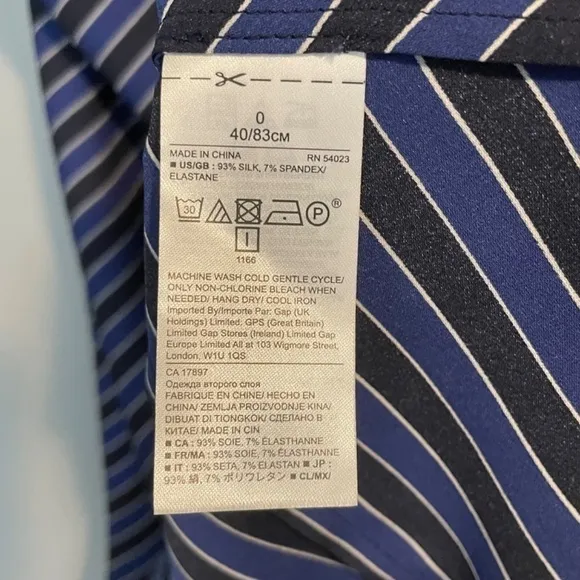 0
40/83CM
MADE IN CHINA RN 54023
■ US/GB : 93% SILK, 7% SPANDEX/
ELASTANE
30 P ®
I
1166
MACHINE WASH COLD GENTLE CYCLE/
ONLY NON-CHLORINE BLEACH WHEN
NEEDED/ HANG DRY/ COOL IRON
Imported By/Importe Par: Gap (UK
Holdings) Limited; GPS (Great Britain)
Limited Gap Stores (Ireland) Limited Gap
Europe Limited All at 103 Wigmore Street,
London, W1U 1QS
CA 17897
Одежда второго слоя
FABRIQUE EN CHINE/ HECHO EN
CHINA/ ZEMLJA PROIZVODNJE KINA/
DIBUAT DI TIONGKOK/ СДЕЛАНО В
КИТАЕ/ MADE IN CIN
■ CA : 93% SOIE, 7% ÉLASTHANNE
■ FR/MA : 93% SOIE, 7% ÉLASTHANNE
■ IT : 93% SETA, 7% ELASTAN ■ JP :
93% 絹, 7% ポリウレタン ■ CL/MX/